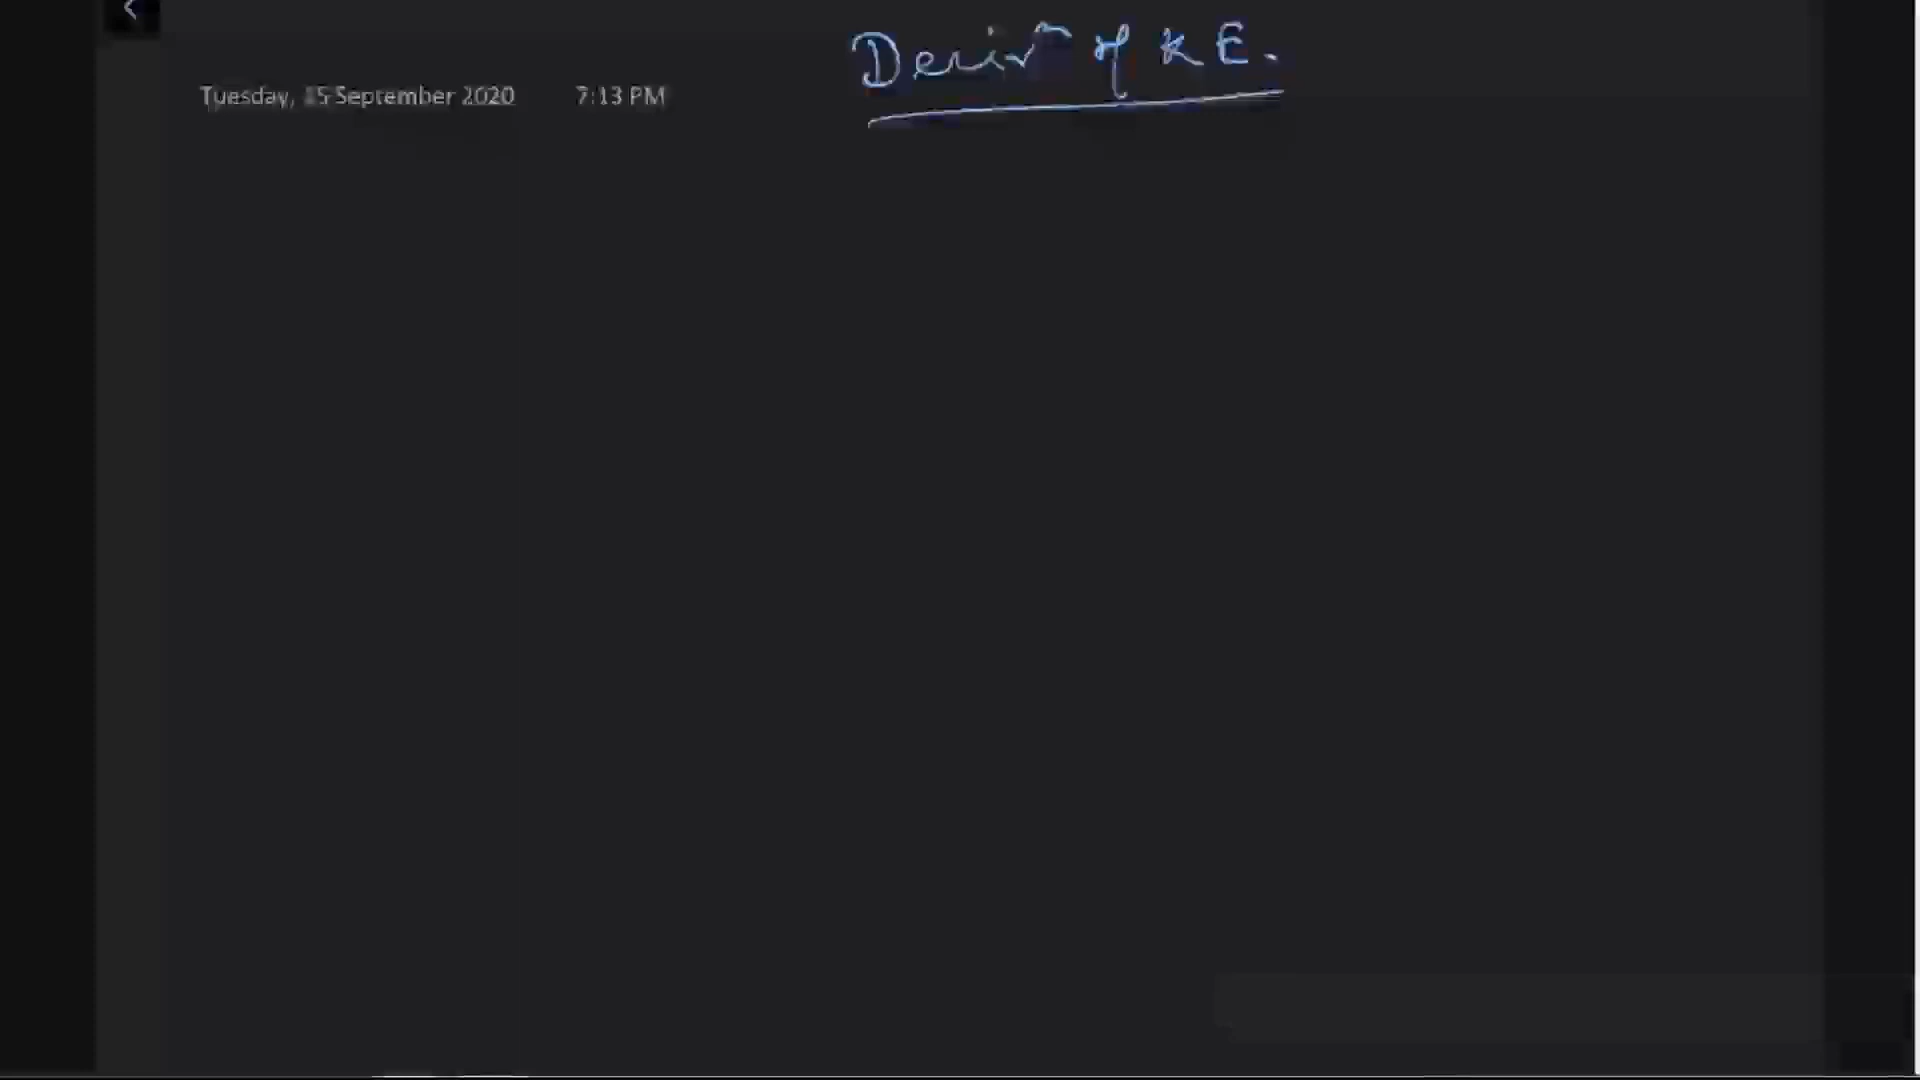 Derivⁿ of K E.
Tuesday, 15 September 2020 7:13 PM